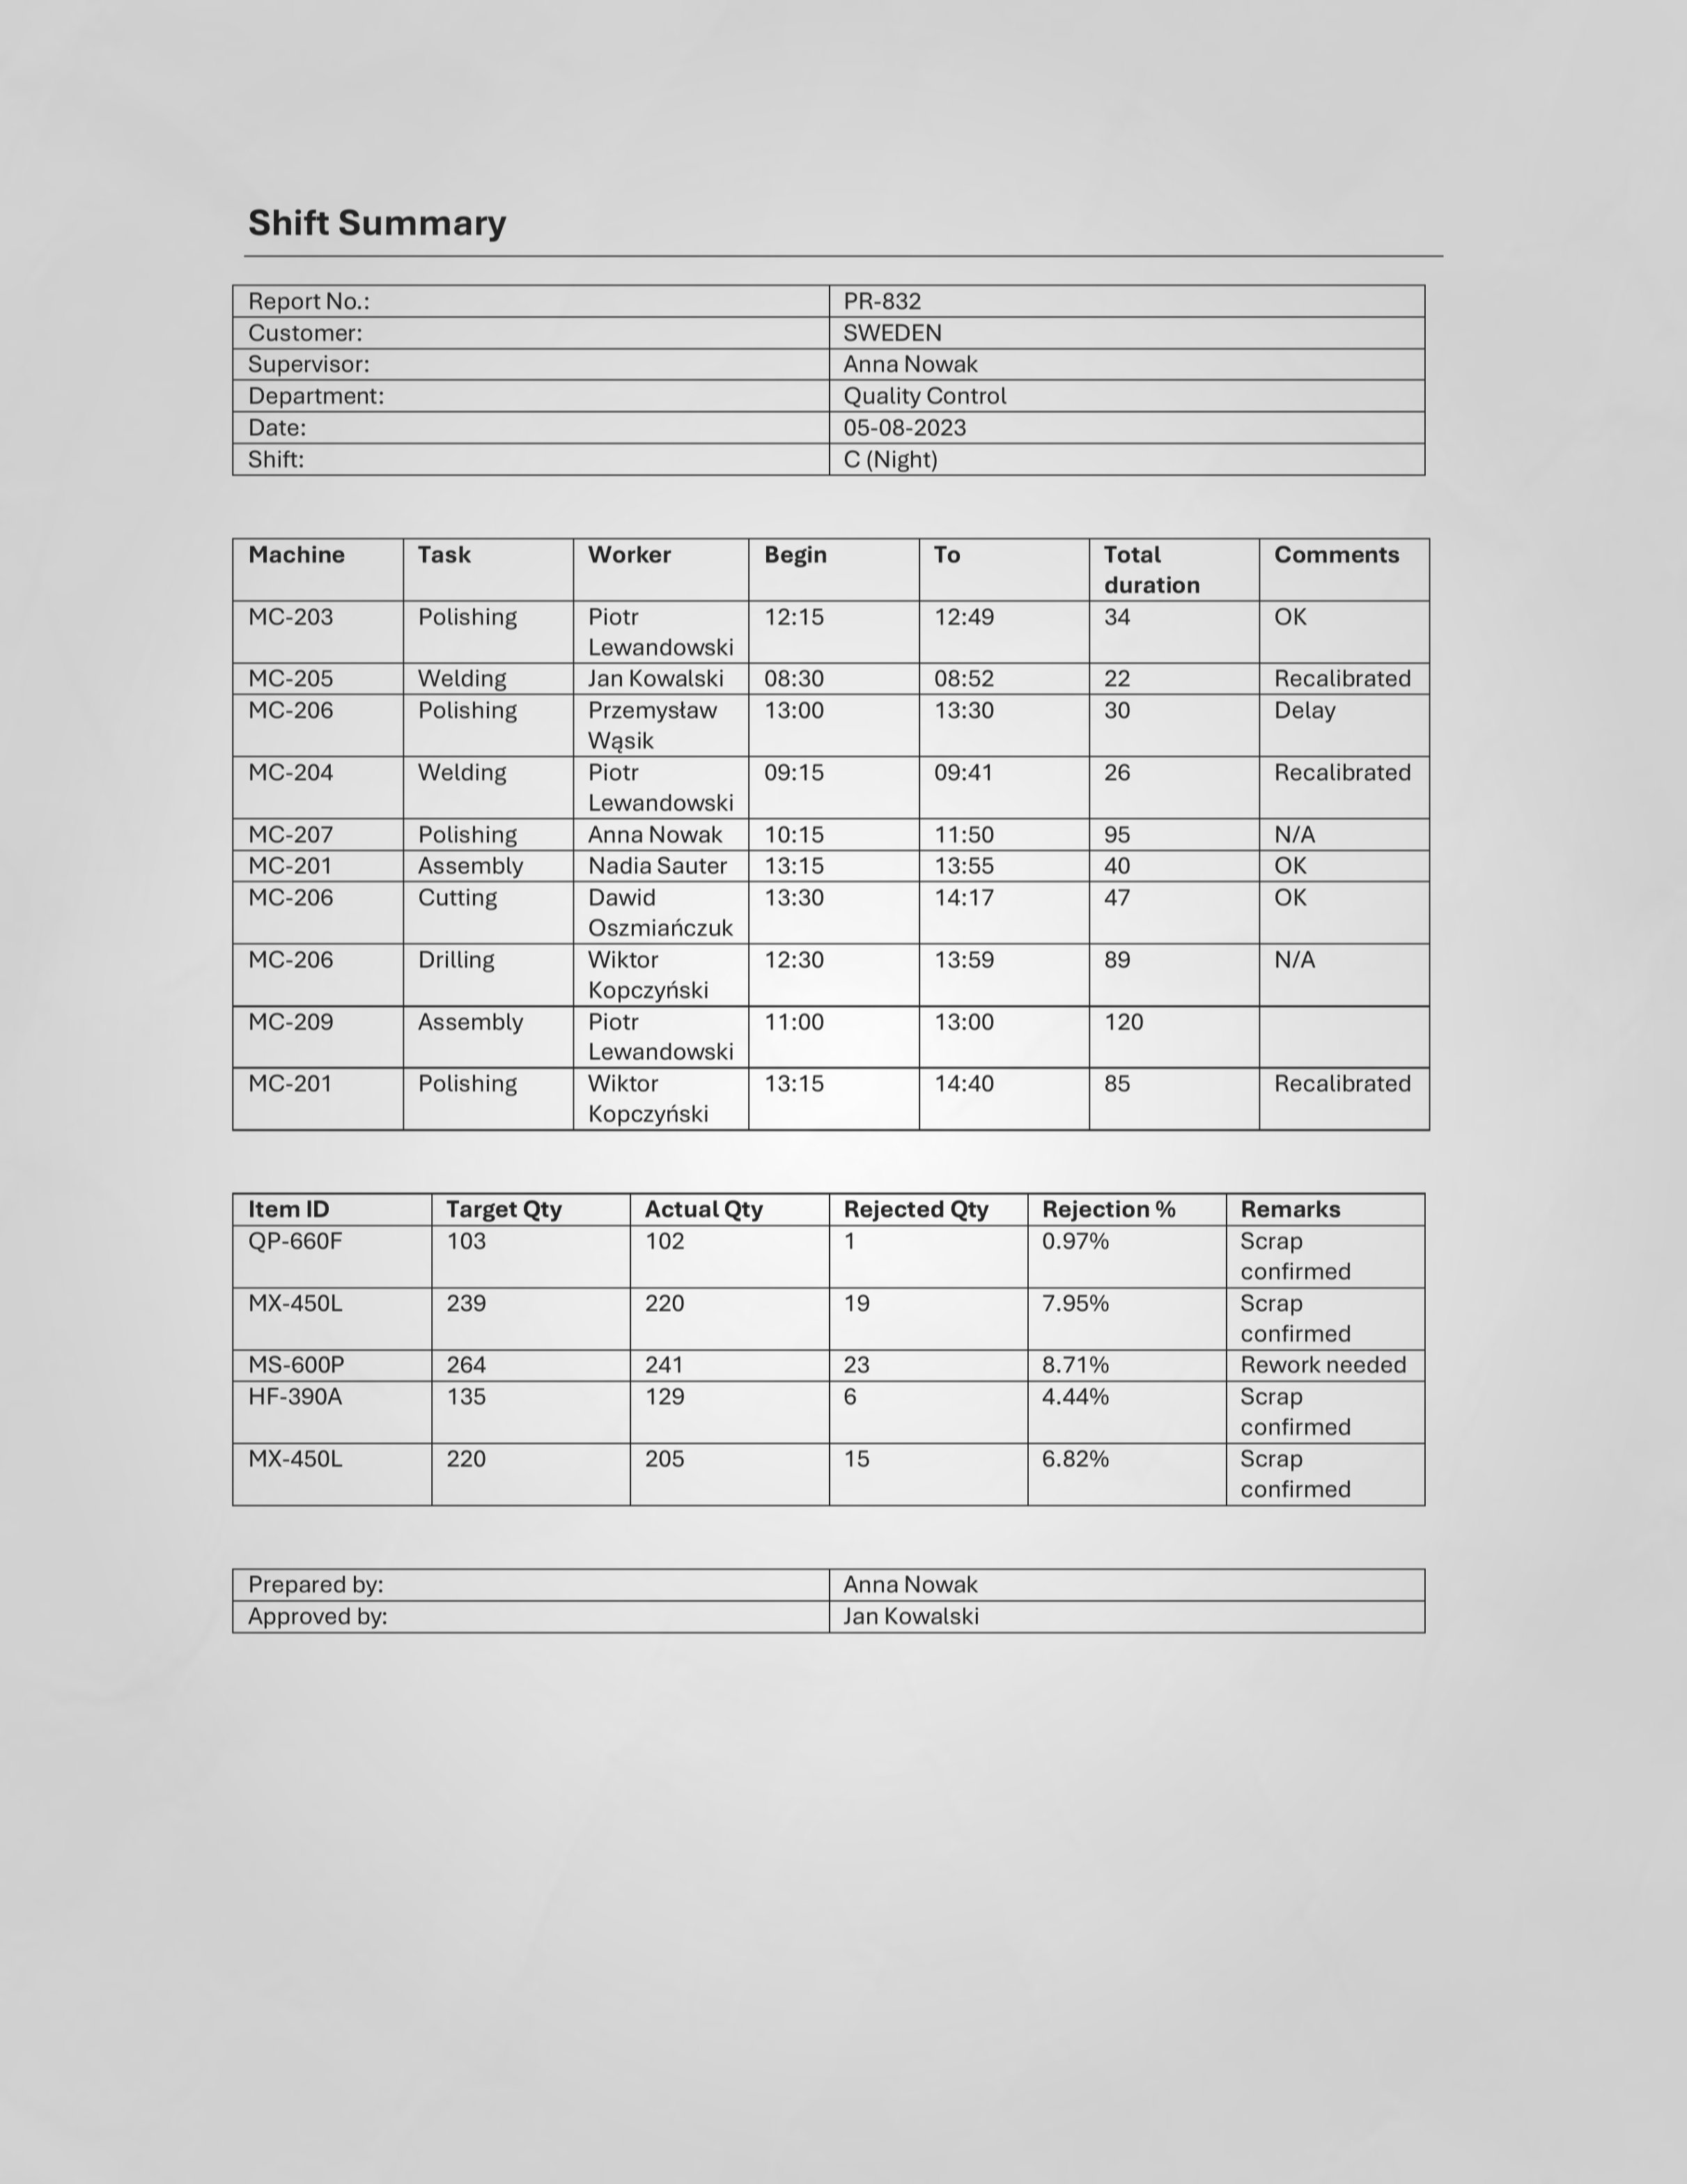 Shift Summary
Report No.: PR-832
Customer: SWEDEN
Supervisor: Anna Nowak
Department: Quality Control
Date: 05-08-2023
Shift: C (Night)
Machine Task Worker Begin To Total duration Comments
MC-203 Polishing Piotr Lewandowski 12:15 12:49 34 OK
MC-205 Welding Jan Kowalski 08:30 08:52 22 Recalibrated
MC-206 Polishing Przemysław Wąsik 13:00 13:30 30 Delay
MC-204 Welding Piotr Lewandowski 09:15 09:41 26 Recalibrated
MC-207 Polishing Anna Nowak 10:15 11:50 95 N/A
MC-201 Assembly Nadia Sauter 13:15 13:55 40 OK
MC-206 Cutting Dawid Oszmiańczuk 13:30 14:17 47 OK
MC-206 Drilling Wiktor Kopczyński 12:30 13:59 89 N/A
MC-209 Assembly Piotr Lewandowski 11:00 13:00 120
MC-201 Polishing Wiktor Kopczyński 13:15 14:40 85 Recalibrated
Item ID Target Qty Actual Qty Rejected Qty Rejection % Remarks
QP-660F 103 102 1 0.97% Scrap confirmed
MX-450L 239 220 19 7.95% Scrap confirmed
MS-600P 264 241 23 8.71% Rework needed
HF-390A 135 129 6 4.44% Scrap confirmed
MX-450L 220 205 15 6.82% Scrap confirmed
Prepared by: Anna Nowak
Approved by: Jan Kowalski